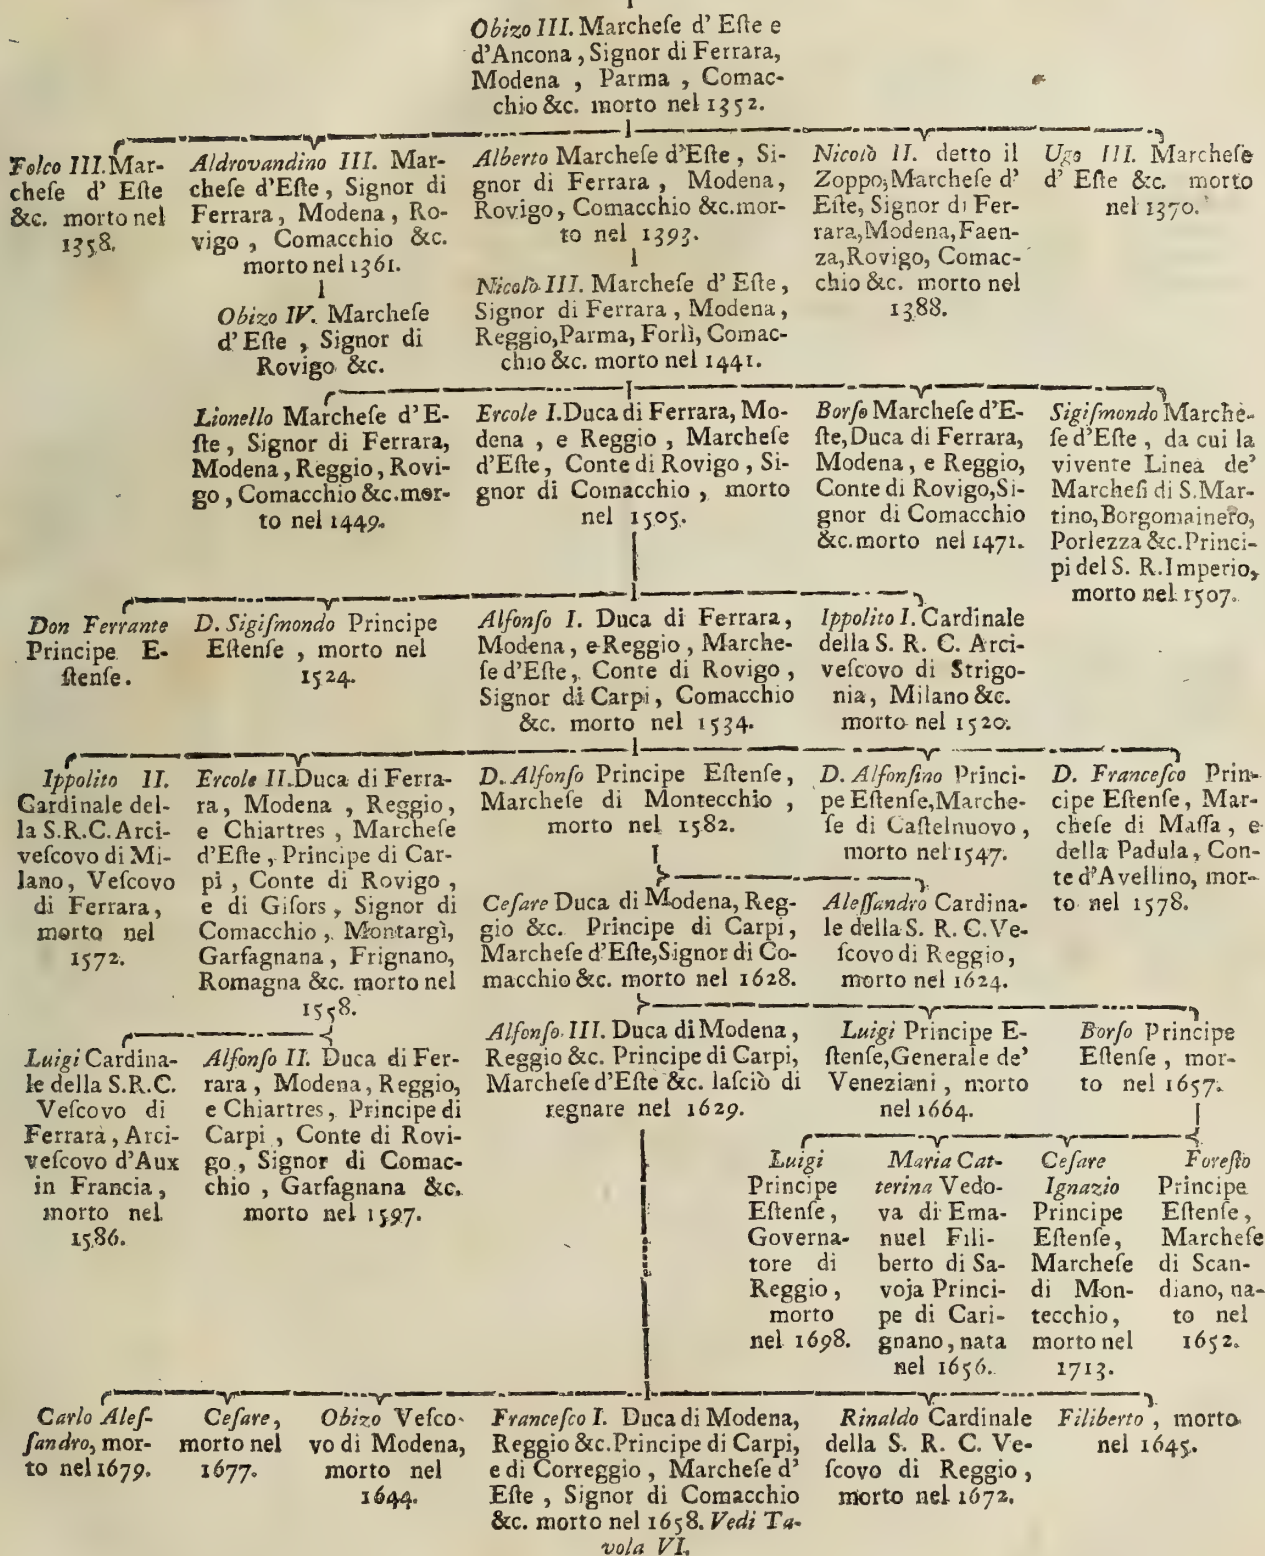 Obizo III. Marcheſe d' Eſte e
d'Ancona, Signor di Ferrara,
Modena, Parma, Comac-
chio &c. morto nel 1352.
Folco III. Mar-
cheſe d' Eſte
&c. morto nel
1358.
Aldrovandino III. Mar-
cheſe d'Eſte, Signor di
Ferrara, Modena, Ro-
vigo, Comacchio &c.
morto nel 1361.
Obizo IV. Marcheſe
d'Eſte, Signor di
Rovigo &c.
Alberto Marcheſe d'Eſte, Si-
gnor di Ferrara, Modena,
Rovigo, Comacchio &c. mor-
to nel 1393.
Nicolò III. Marcheſe d'Eſte,
Signor di Ferrara, Modena,
Reggio, Parma, Forlì, Comac-
chio &c. morto nel 1441.
Nicolò II. detto il
Zoppo, Marcheſe d'
Eſte, Signor di Fer-
rara, Modena, Faen-
za, Rovigo, Comac-
chio &c. morto nel
1388.
Ugo III. Marcheſe
d' Eſte &c. morto
nel 1370.
Lionello Marcheſe d'E-
ſte, Signor di Ferrara,
Modena, Reggio, Rovi-
go, Comacchio &c. mor-
to nel 1449.
Ercole I. Duca di Ferrara, Mo-
dena, e Reggio, Marcheſe
d'Eſte, Conte di Rovigo, Si-
gnor di Comacchio, morto
nel 1505.
Borſo Marcheſe d'E-
ſte, Duca di Ferrara,
Modena, e Reggio,
Conte di Rovigo, Si-
gnor di Comacchio
&c. morto nel 1471.
Sigiſmondo Marche-
ſe d'Eſte, da cui la
vivente Linea de'
Marcheſi di S. Mar-
tino, Borgomainero,
Porlezza &c. Princi-
pi del S. R. Imperio,
morto nel 1507.
Don Ferrante
Principe E-
ſtenſe.
D. Sigiſmondo Principe
Eſtenſe, morto nel
1524.
Alfonſo I. Duca di Ferrara,
Modena, e Reggio, Marche-
ſe d'Eſte, Conte di Rovigo,
Signor di Carpi, Comacchio
&c. morto nel 1534.
Ippolito I. Cardinale
della S. R. C. Arci-
veſcovo di Strigo-
nia, Milano &c.
morto nel 1520.
Ippolito II.
Cardinale del-
la S.R.C. Arci-
veſcovo di Mi-
lano, Veſcovo
di Ferrara,
morto nel
1572.
Ercole II. Duca di Ferra-
ra, Modena, Reggio,
e Chiartres, Marcheſe
d'Eſte, Principe di Car-
pi, Conte di Rovigo,
e di Giſors, Signor di
Comacchio, Montargì,
Garfagnana, Frignano,
Romagna &c. morto nel
1558.
D. Alfonſo Principe Eſtenſe,
Marcheſe di Montecchio,
morto nel 1582.
D. Alfonſino Princi-
pe Eſtenſe, Marche-
ſe di Caſtelnuovo,
morto nel 1547.
D. Franceſco Prin-
cipe Eſtenſe, Mar-
cheſe di Maſſa, e
della Padula, Con-
te d'Avellino, mor-
to nel 1578.
Ceſare Duca di Modena, Reg-
gio &c. Principe di Carpi,
Marcheſe d'Eſte, Signor di Co-
macchio &c. morto nel 1628.
Aleſſandro Cardina-
le della S. R. C. Ve-
ſcovo di Reggio,
morto nel 1624.
Luigi Cardina-
le della S.R.C.
Veſcovo di
Ferrara, Arci-
veſcovo d'Aux
in Francia,
morto nel
1586.
Alfonſo II. Duca di Fer-
rara, Modena, Reggio,
e Chiartres, Principe di
Carpi, Conte di Rovi-
go, Signor di Comac-
chio, Garfagnana &c.
morto nel 1597.
Alfonſo III. Duca di Modena,
Reggio &c. Principe di Carpi,
Marcheſe d'Eſte &c. laſciò di
regnare nel 1629.
Luigi Principe E-
ſtenſe, Generale de'
Veneziani, morto
nel 1664.
Borſo Principe
Eſtenſe, mor-
to nel 1657.
Luigi
Principe
Eſtenſe,
Governa-
tore di
Reggio,
morto
nel 1698.
Maria Cat-
terina Vedo-
va di Ema-
nuel Fili-
berto di Sa-
voja Princi-
pe di Cari-
gnano, nata
nel 1656.
Ceſare
Ignazio
Principe
Eſtenſe,
Marcheſe
di Mon-
tecchio,
morto nel
1713.
Foreſto
Principe
Eſtenſe,
Marcheſe
di Scan-
diano, na-
to nel
1652.
Carlo Aleſ-
ſandro, mor-
to nel 1679.
Ceſare,
morto nel
1677.
Obizo Veſco-
vo di Modena,
morto nel
1644.
Franceſco I. Duca di Modena,
Reggio &c. Principe di Carpi,
e di Correggio, Marcheſe d'
Eſte, Signor di Comacchio
&c. morto nel 1658. Vedi Ta-
vola VI.
Rinaldo Cardinale
della S. R. C. Ve-
ſcovo di Reggio,
morto nel 1672.
Filiberto, morto
nel 1645.